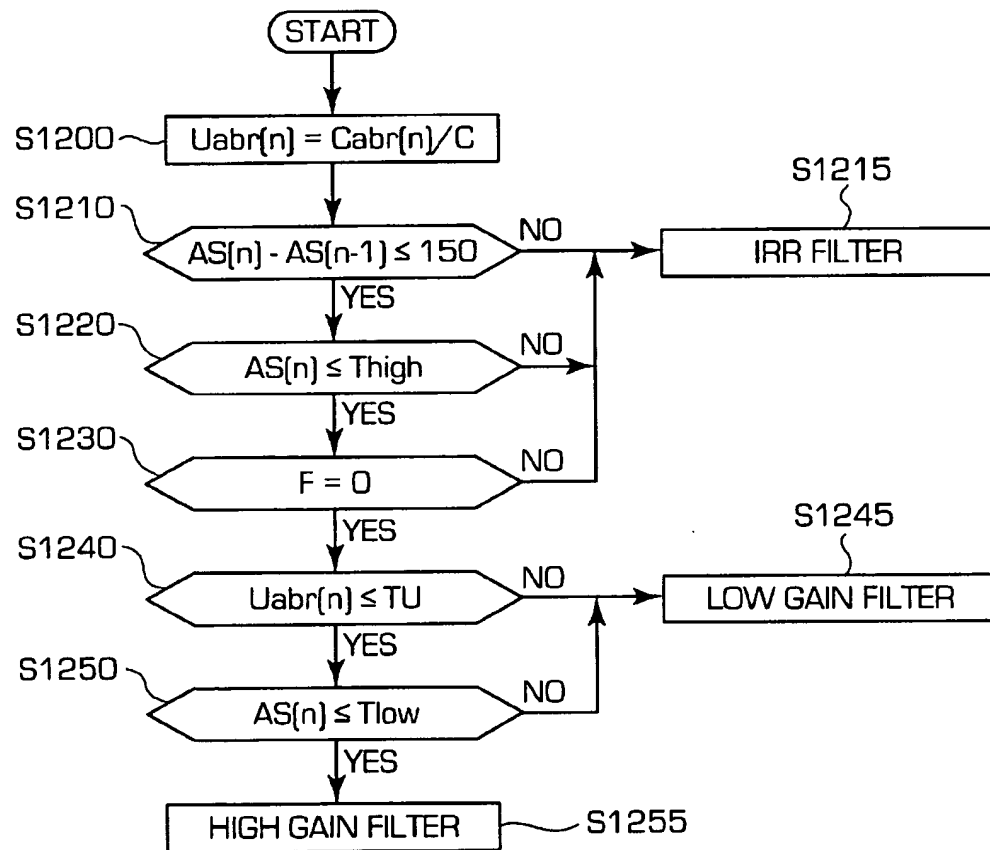 START
S1200
Uabr(n) = Cabr(n)/C
S1215
S1210
AS(n) - AS(n-1) ≤ 150
NO
IRR FILTER
YES
S1220
AS(n) ≤ Thigh
NO
YES
S1230
F = 0
NO
YES
S1245
S1240
Uabr(n) ≤ TU
NO
LOW GAIN FILTER
YES
S1250
AS(n) ≤ Tlow
NO
YES
HIGH GAIN FILTER
S1255